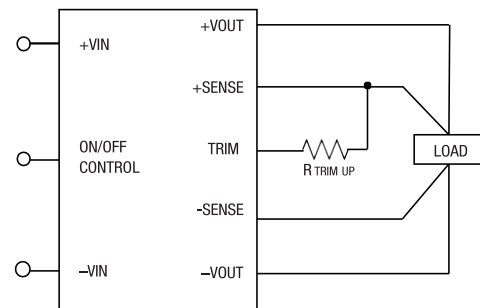 +VOUT
+VIN
+SENSE
ON/OFF
CONTROL
TRIM
R TRIM UP
LOAD
-SENSE
–VIN
–VOUT